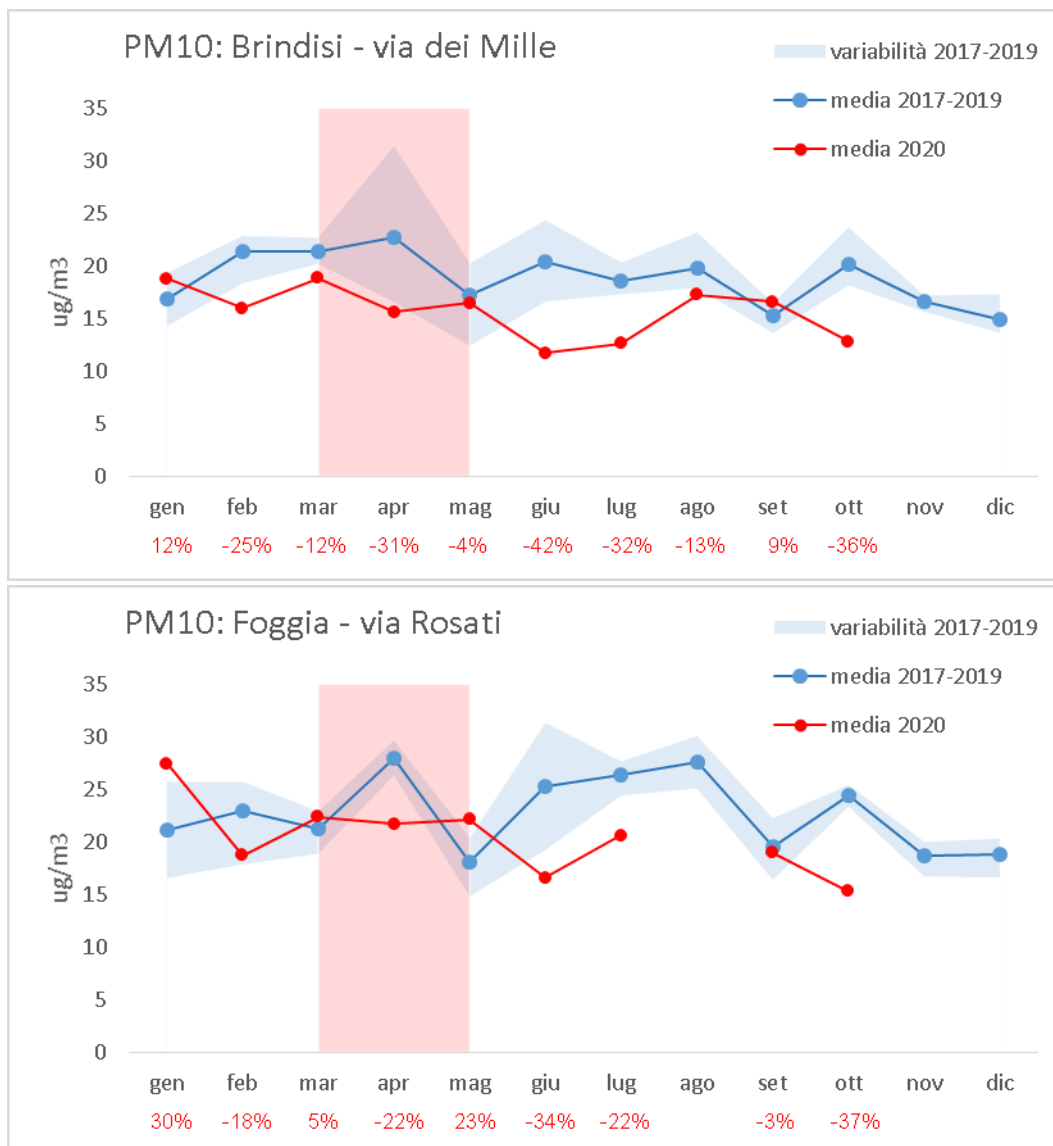 PM10: Brindisi - via dei Mille
variabilità 2017-2019
media 2017-2019
media 2020
35
30
25
20
15
10
5
0
ug/m3
gen feb mar apr mag giu lug ago set ott nov dic
12% -25% -12% -31% -4% -42% -32% -13% 9% -36%
PM10: Foggia - via Rosati
variabilità 2017-2019
media 2017-2019
media 2020
35
30
25
20
15
10
5
0
ug/m3
gen feb mar apr mag giu lug ago set ott nov dic
30% -18% 5% -22% 23% -34% -22% -3% -37%